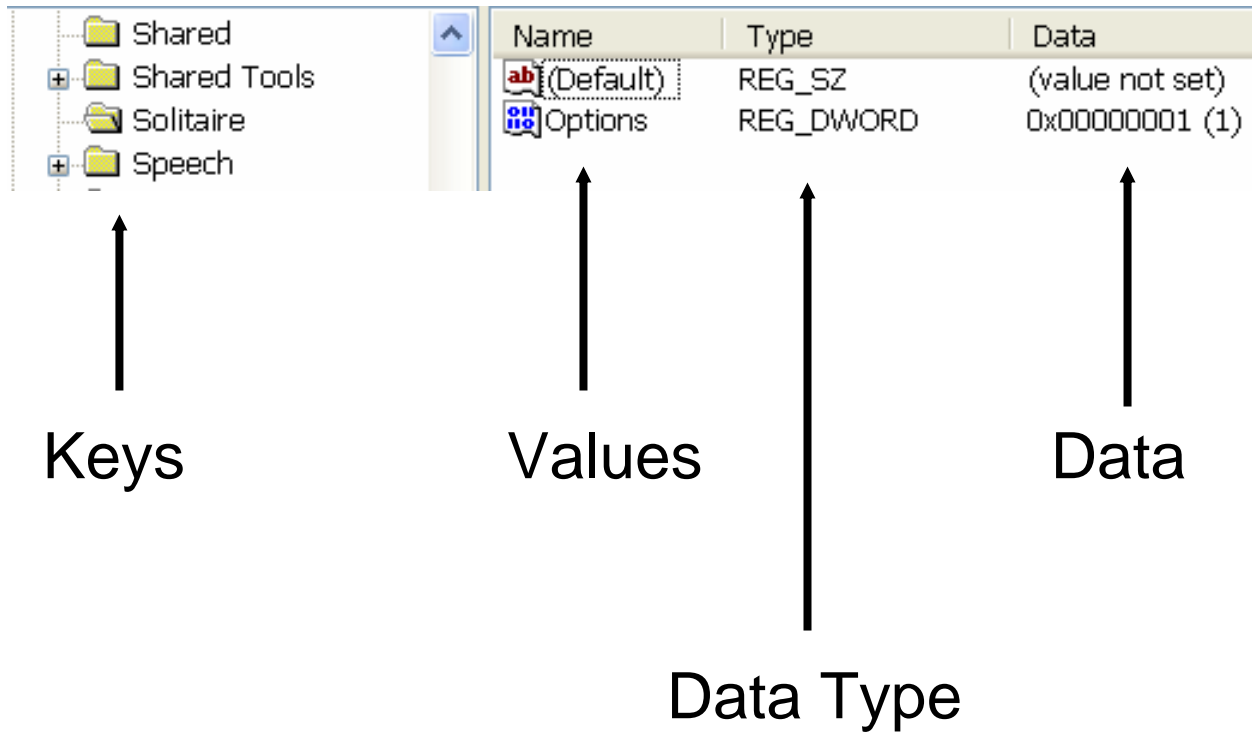 Shared
Shared Tools
Solitaire
Speech
Name Type Data
(Default) REG_SZ (value not set)
Options REG_DWORD 0x00000001 (1)
Keys Values Data
Data Type